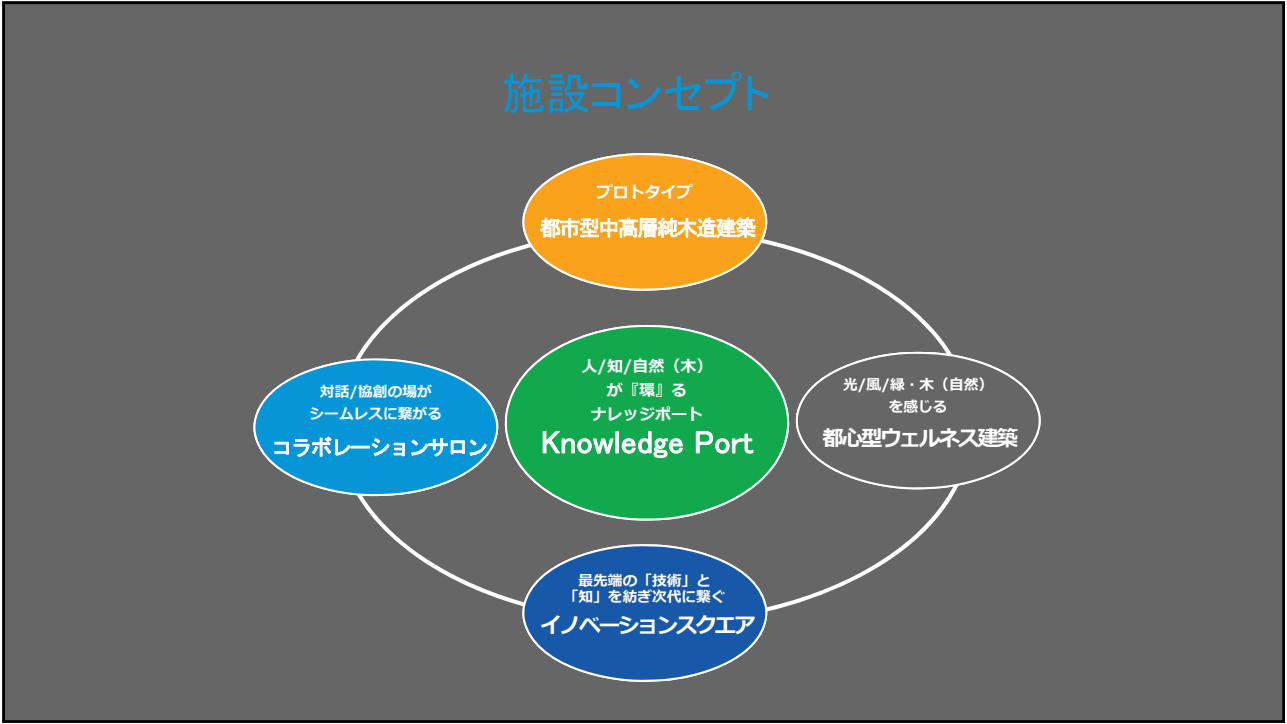 施設コンセプト
プロトタイプ
都市型中高層純木造建築
対話/協創の場が
シームレスに繋がる
コラボレーションサロン
人/知/自然（木）
が『環』る
ナレッジポート
Knowledge Port
光/風/緑・木（自然）
を感じる
都心型ウェルネス建築
最先端の「技術」と
「知」を紡ぎ次代に繋ぐ
イノベーションスクエア